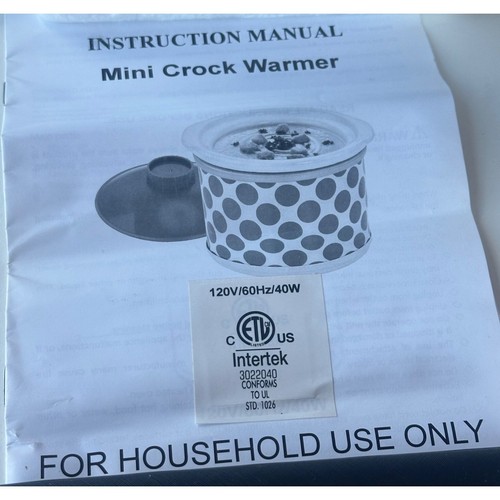 INSTRUCTION MANUAL
Mini Crock Warmer
120V/60Hz/40W
ETL
C US
Intertek
3022040
CONFORMS
TO UL
STD. 1026
FOR HOUSEHOLD USE ONLY